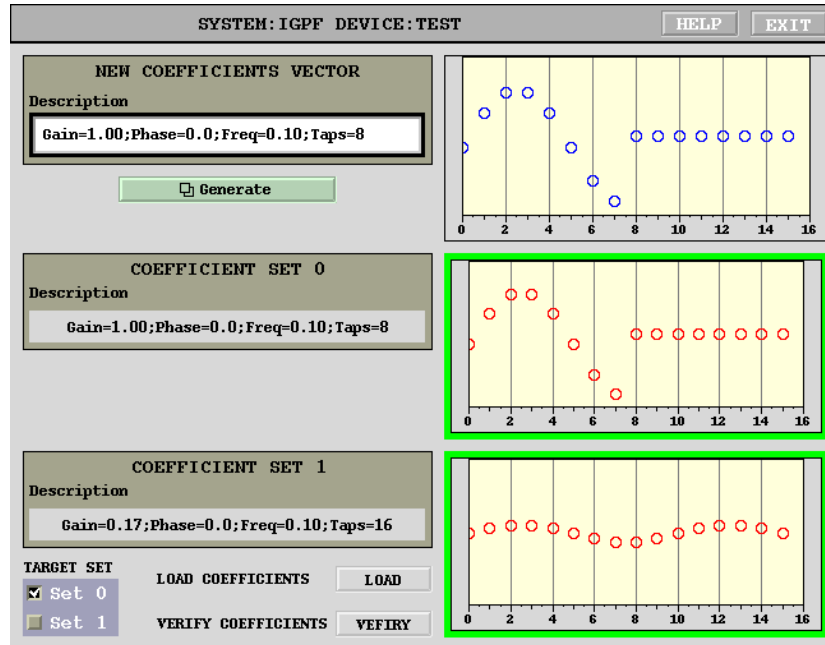 SYSTEM:IGPF DEVICE:TEST
HELP
EXIT
NEW COEFFICIENTS VECTOR
Description
Gain=1.00;Phase=0.0;Freq=0.10;Taps=8
Generate
0 2 4 6 8 10 12 14 16
COEFFICIENT SET 0
Description
Gain=1.00;Phase=0.0;Freq=0.10;Taps=8
0 2 4 6 8 10 12 14 16
COEFFICIENT SET 1
Description
Gain=0.17;Phase=0.0;Freq=0.10;Taps=16
TARGET SET
Set 0
Set 1
LOAD COEFFICIENTS
LOAD
VERIFY COEFFICIENTS
VEFIRY
0 2 4 6 8 10 12 14 16